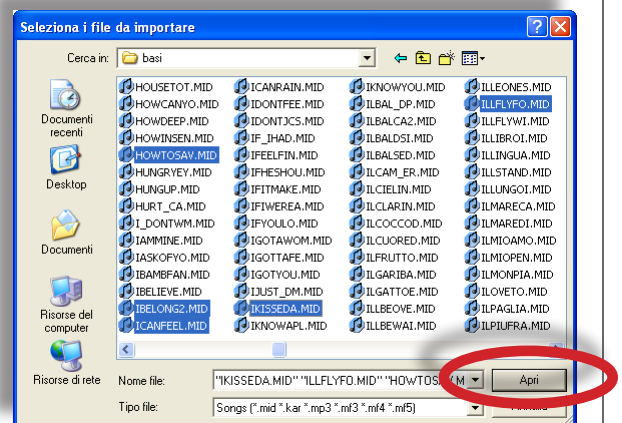 Seleziona i file da importare
Cerca in: basi
Documenti recenti
Desktop
Documenti
Risorse del computer
Risorse di rete
HOUSETOT.MID
HOWCANYO.MID
HOWDEEP.MID
HOWINSEN.MID
HOWTOSAV.MID
HUNGRYEY.MID
HUNGUP.MID
HURT_CA.MID
I_DONTWM.MID
IAMMINE.MID
IASKOFYO.MID
IBAMBFAN.MID
IBELIEVE.MID
IBELONG2.MID
ICANFEEL.MID
ICANRAIN.MID
IDONTFEE.MID
IDONTJCS.MID
IF_IHAD.MID
IFEELFIN.MID
IFHESHOU.MID
IFITMAKE.MID
IFIWEREA.MID
IFYOULO.MID
IGOTAWOM.MID
IGOTTAFE.MID
IGOTYOU.MID
IJUST_DM.MID
IKISSEDA.MID
IKNOWAPL.MID
IKNOWYOU.MID
ILBAL_DP.MID
ILBALCA2.MID
ILBALDSI.MID
ILBALSED.MID
ILCAM_ER.MID
ILCIELIN.MID
ILCLARIN.MID
ILCOCCOD.MID
ILCUORED.MID
ILFRUTTO.MID
ILGARIBA.MID
ILGATTOE.MID
ILLBEOVE.MID
ILLBEWAI.MID
ILLEONES.MID
ILLFLYFO.MID
ILLFLYWI.MID
ILLIBROI.MID
ILLINGUA.MID
ILLSTAND.MID
ILLUNGOI.MID
ILMARECA.MID
ILMAREDI.MID
ILMIOAMO.MID
ILMIOPEN.MID
ILMONPIA.MID
ILOVETO.MID
ILPAGLIA.MID
ILPIUFRA.MID
Nome file: "IKISSEDA.MID" "ILLFLYFO.MID" "HOWTOSAV M Apri
Tipo file: Songs (*.mid *.kar *.mp3 *.mf3 *.mf4 *.mf5)